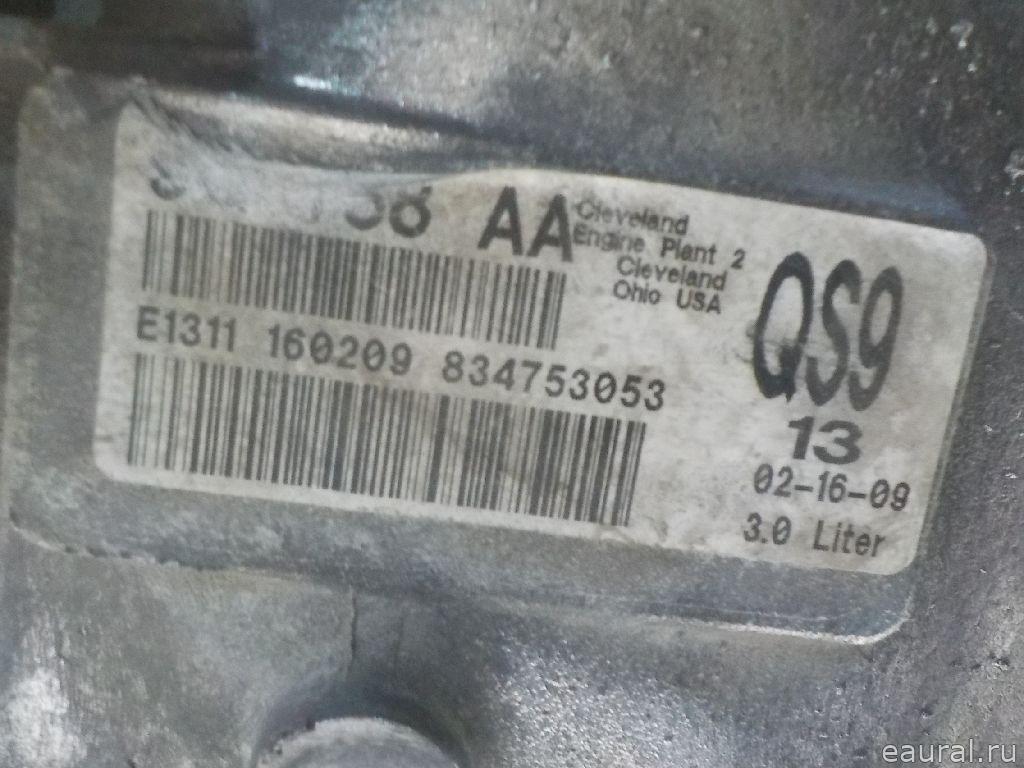 AA
Cleveland
Engine Plant 2
Cleveland
Ohio USA
QS9
E1311 160209 834753053
13
02-16-09
3.0 Liter
eaural.ru